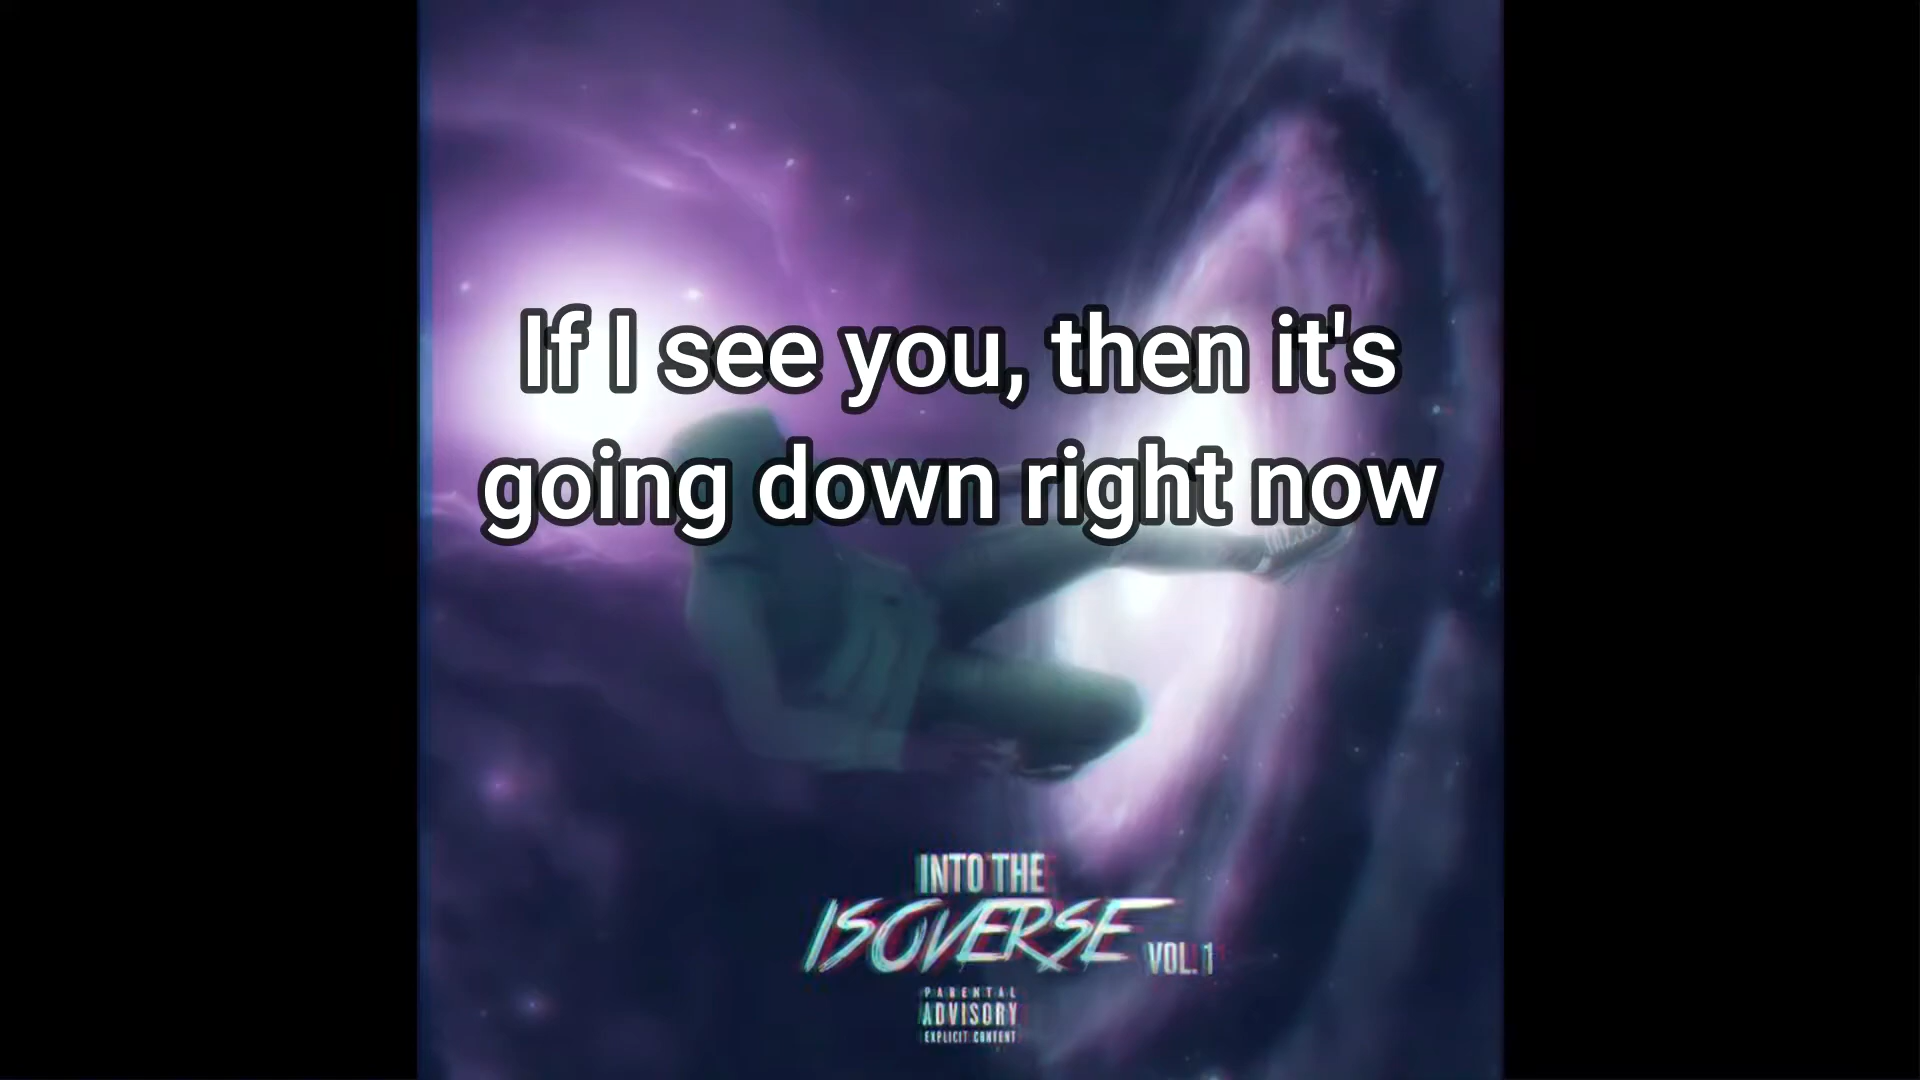 If I see you, then it's
going down right now
INTO THE
ISOVERSE VOL. 1
PARENTAL
ADVISORY
EXPLICIT CONTENT